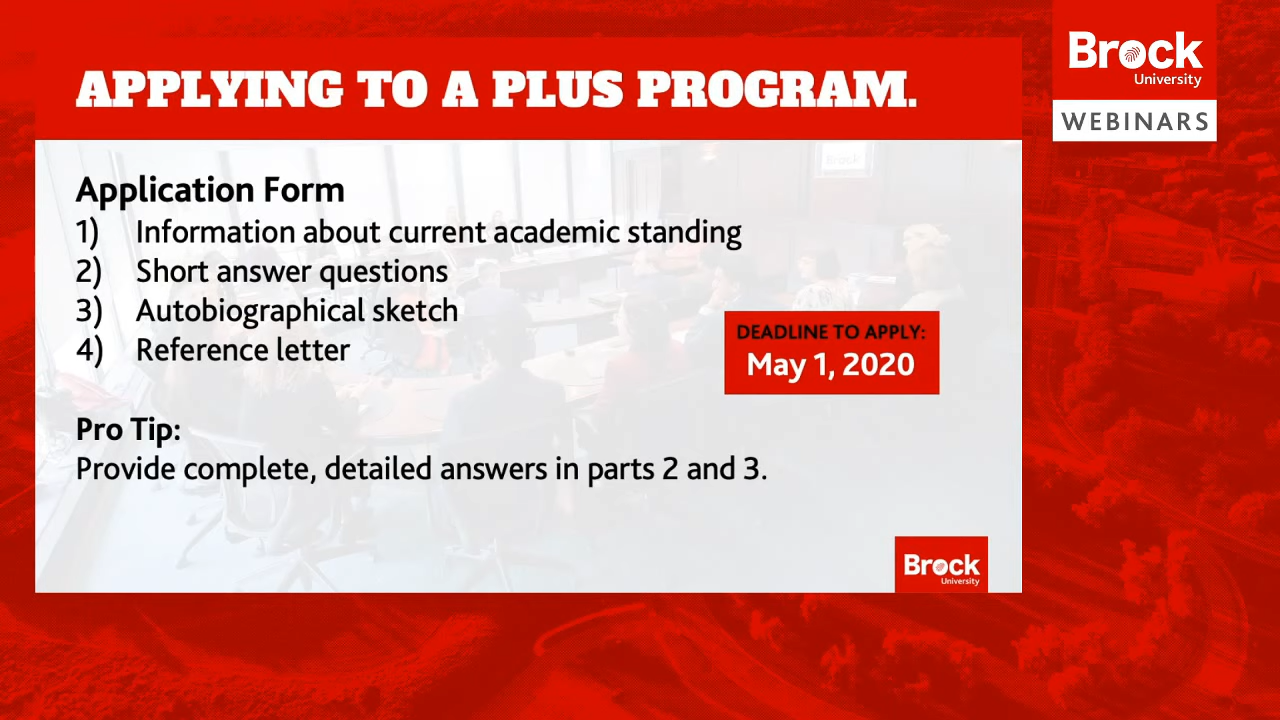 APPLYING TO A PLUS PROGRAM.
Brock
University
WEBINARS
Brock
Application Form
1) Information about current academic standing
2) Short answer questions
3) Autobiographical sketch
4) Reference letter
DEADLINE TO APPLY:
May 1, 2020
Pro Tip:
Provide complete, detailed answers in parts 2 and 3.
Brock
University